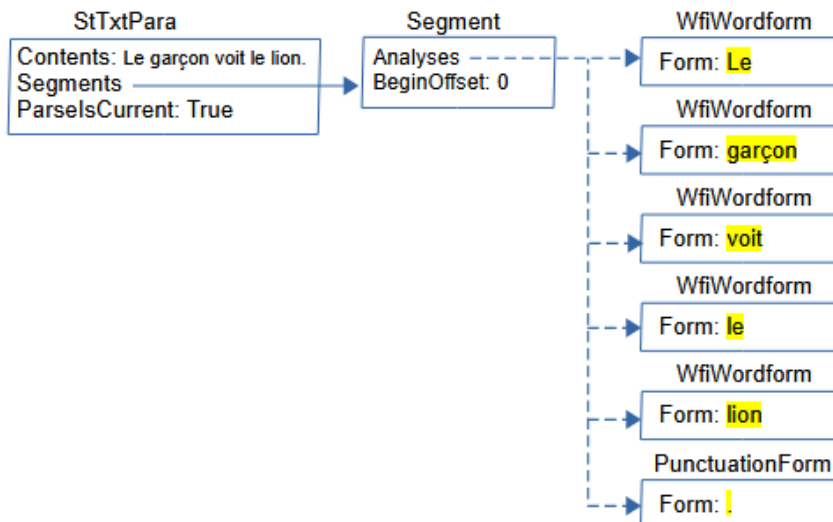 StTxtPara
Contents: Le garçon voit le lion.
Segments
ParseIsCurrent: True
Segment
Analyses
BeginOffset: 0
WfiWordform
Form: Le
WfiWordform
Form: garçon
WfiWordform
Form: voit
WfiWordform
Form: le
WfiWordform
Form: lion
PunctuationForm
Form: .